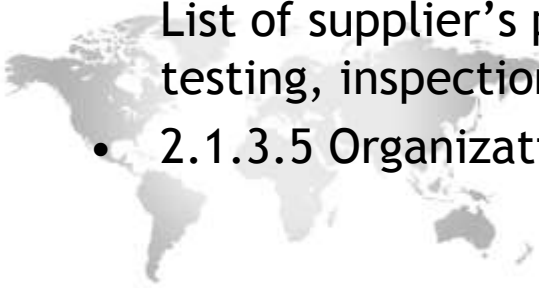 List of supplier’s
testing, inspection
• 2.1.3.5